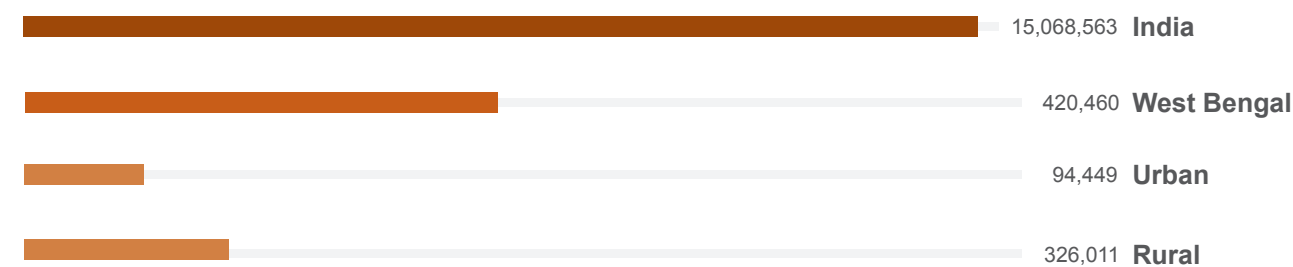 15,068,563 India
420,460 West Bengal
94,449 Urban
326,011 Rural